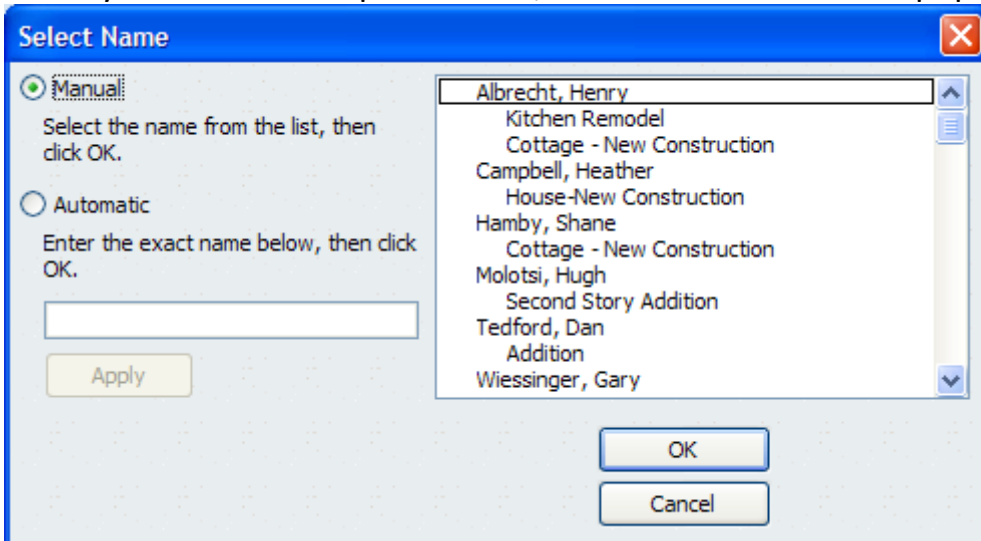 Select Name
Manual
Select the name from the list, then
click OK.
Automatic
Enter the exact name below, then click
OK.
Apply
Albrecht, Henry
Kitchen Remodel
Cottage - New Construction
Campbell, Heather
House-New Construction
Hamby, Shane
Cottage - New Construction
Molotsi, Hugh
Second Story Addition
Tedford, Dan
Addition
Wiessinger, Gary
OK
Cancel